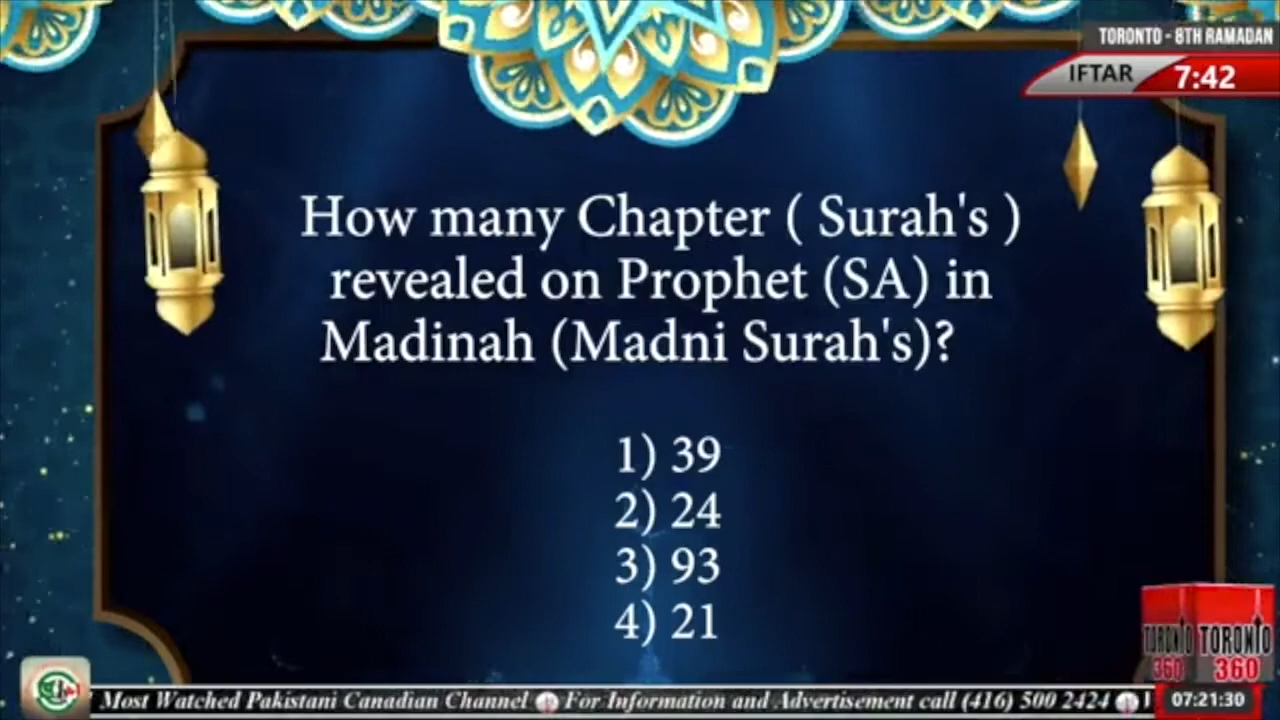 TORONTO - 8TH RAMADAN
IFTAR 7:42
How many Chapter ( Surah's )
revealed on Prophet (SA) in
Madinah (Madni Surah's)?
1) 39
2) 24
3) 93
4) 21
TORONTO TORONTO
360 360
Most Watched Pakistani Canadian Channel For Information and Advertisement call (416) 500 2424
07:21:30